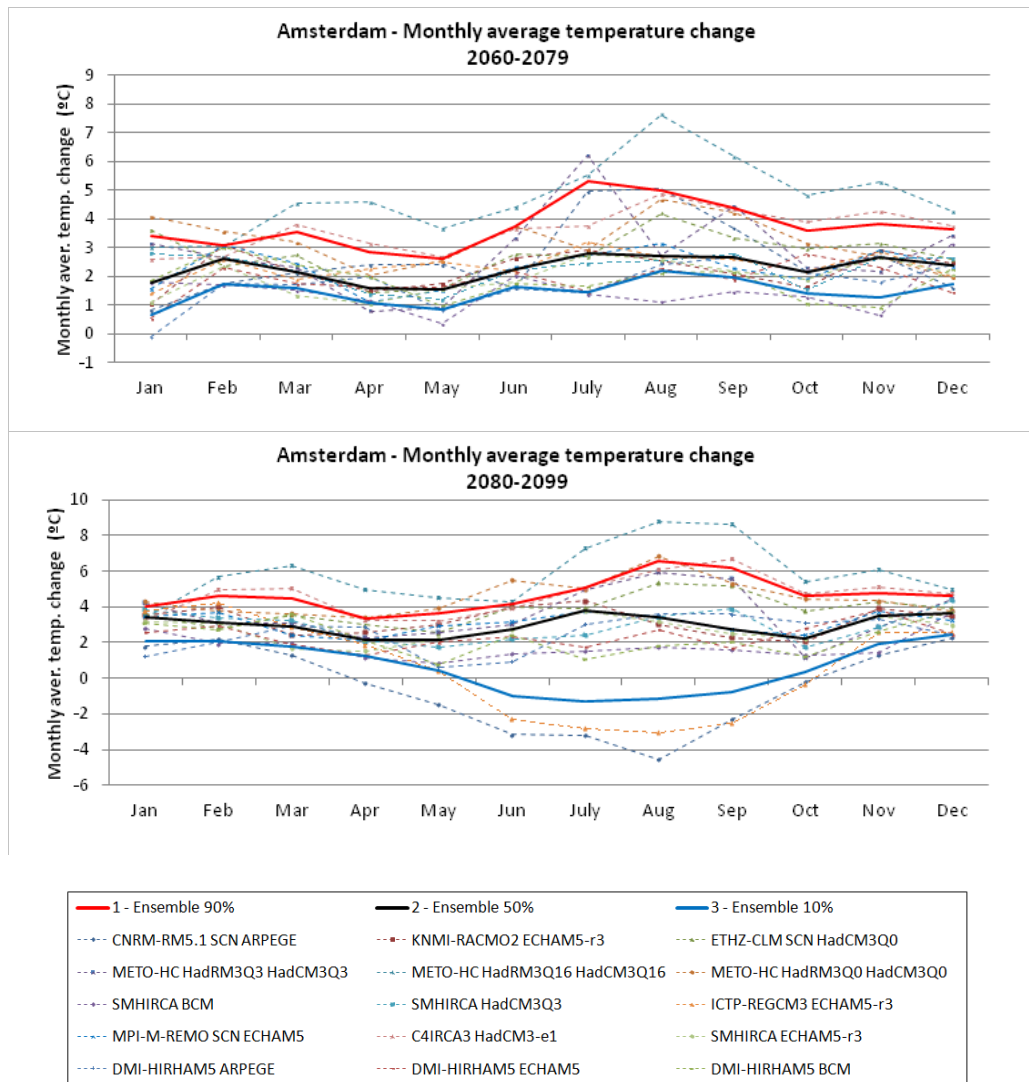 Amsterdam - Monthly average temperature change
2060-2079
Monthly aver. temp. change (ºC)
9
8
7
6
5
4
3
2
1
0
-1
Jan Feb Mar Apr May Jun July Aug Sep Oct Nov Dec
Amsterdam - Monthly average temperature change
2080-2099
Monthly aver. temp. change (ºC)
10
8
6
4
2
0
-2
-4
-6
Jan Feb Mar Apr May Jun July Aug Sep Oct Nov Dec
1 - Ensemble 90% 2 - Ensemble 50% 3 - Ensemble 10%
CNRM-RM5.1 SCN ARPEGE KNMI-RACMO2 ECHAM5-r3 ETHZ-CLM SCN HadCM3Q0
METO-HC HadRM3Q3 HadCM3Q3 METO-HC HadRM3Q16 HadCM3Q16 METO-HC HadRM3Q0 HadCM3Q0
SMHIRCA BCM SMHIRCA HadCM3Q3 ICTP-REGCM3 ECHAM5-r3
MPI-M-REMO SCN ECHAM5 C4IRCA3 HadCM3-e1 SMHIRCA ECHAM5-r3
DMI-HIRHAM5 ARPEGE DMI-HIRHAM5 ECHAM5 DMI-HIRHAM5 BCM